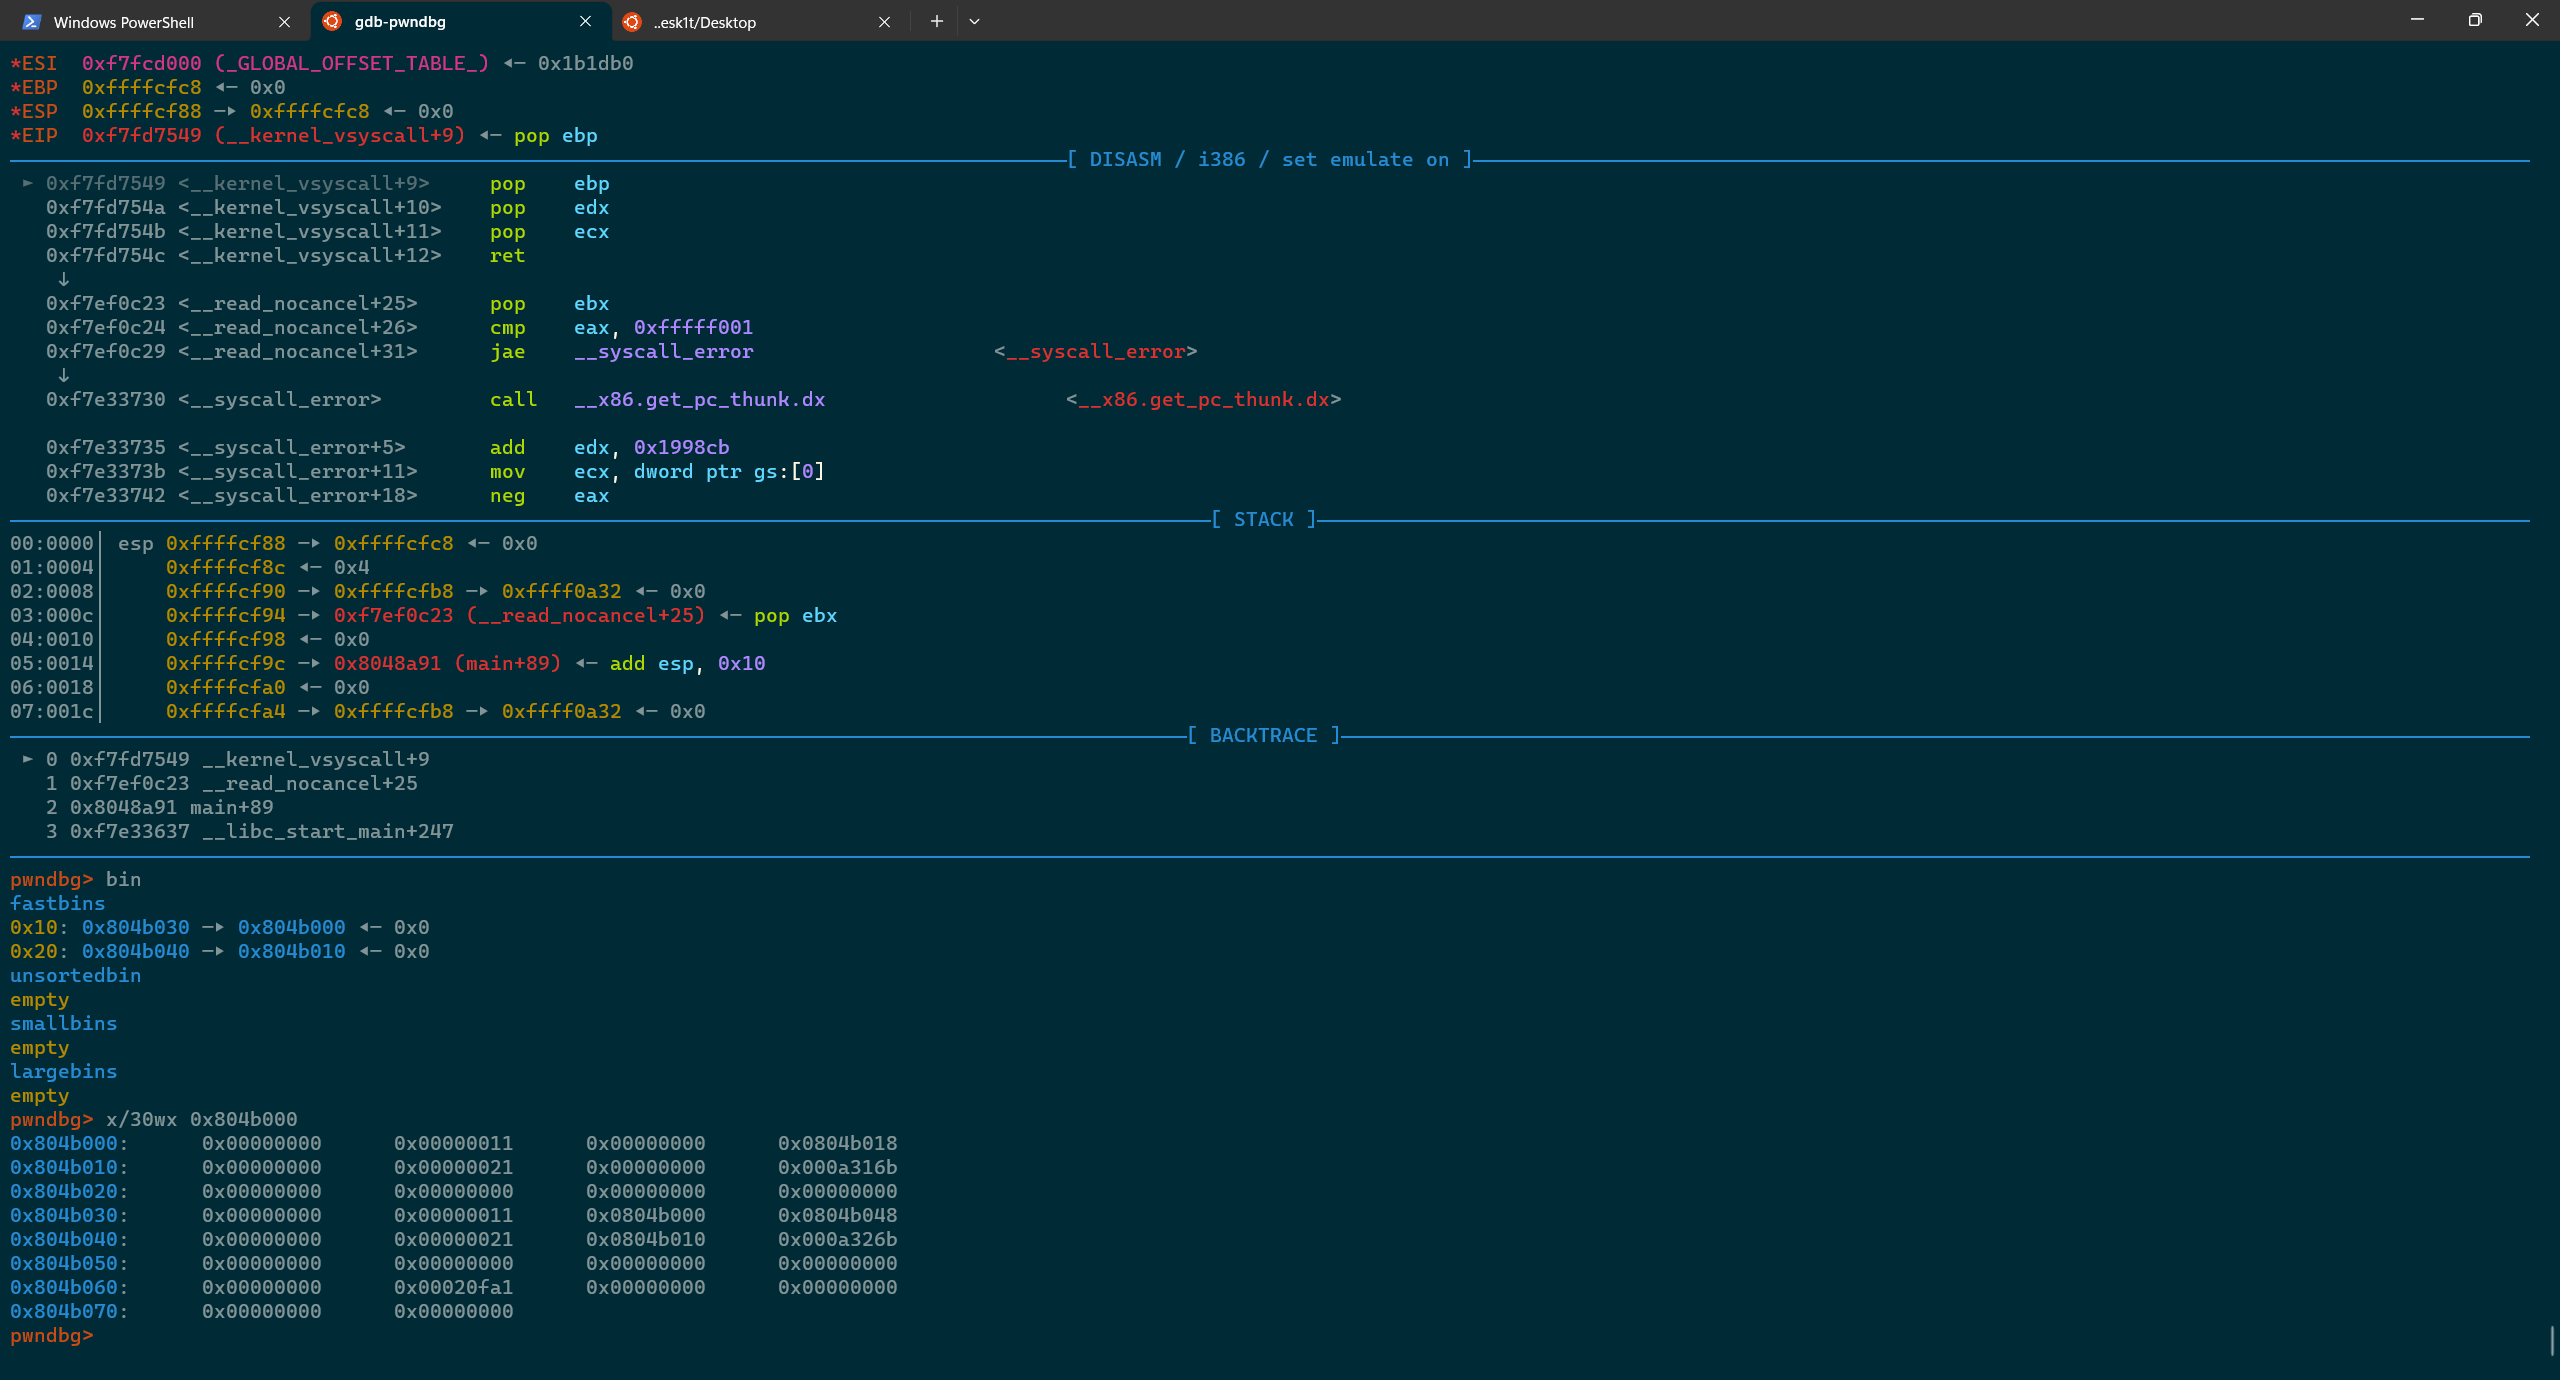 Windows PowerShell
gdb-pwndbg
..esk1t/Desktop
*ESI  0xf7fcd000 (_GLOBAL_OFFSET_TABLE_) ◂— 0x1b1db0
*EBP  0xffffcfc8 ◂— 0x0
*ESP  0xffffcf88 —▸ 0xffffcfc8 ◂— 0x0
*EIP  0xf7fd7549 (__kernel_vsyscall+9) ◂— pop ebp
[ DISASM / i386 / set emulate on ]
► 0xf7fd7549 <__kernel_vsyscall+9>     pop    ebp
0xf7fd754a <__kernel_vsyscall+10>    pop    edx
0xf7fd754b <__kernel_vsyscall+11>    pop    ecx
0xf7fd754c <__kernel_vsyscall+12>    ret
↓
0xf7ef0c23 <__read_nocancel+25>      pop    ebx
0xf7ef0c24 <__read_nocancel+26>      cmp    eax, 0xfffff001
0xf7ef0c29 <__read_nocancel+31>      jae    __syscall_error                    <__syscall_error>
↓
0xf7e33730 <__syscall_error>         call   __x86.get_pc_thunk.dx                    <__x86.get_pc_thunk.dx>
0xf7e33735 <__syscall_error+5>       add    edx, 0x1998cb
0xf7e3373b <__syscall_error+11>      mov    ecx, dword ptr gs:[0]
0xf7e33742 <__syscall_error+18>      neg    eax
[ STACK ]
00:0000│ esp 0xffffcf88 —▸ 0xffffcfc8 ◂— 0x0
01:0004│     0xffffcf8c ◂— 0x4
02:0008│     0xffffcf90 —▸ 0xffffcfb8 —▸ 0xffff0a32 ◂— 0x0
03:000c│     0xffffcf94 —▸ 0xf7ef0c23 (__read_nocancel+25) ◂— pop ebx
04:0010│     0xffffcf98 ◂— 0x0
05:0014│     0xffffcf9c —▸ 0x8048a91 (main+89) ◂— add esp, 0x10
06:0018│     0xffffcfa0 ◂— 0x0
07:001c│     0xffffcfa4 —▸ 0xffffcfb8 —▸ 0xffff0a32 ◂— 0x0
[ BACKTRACE ]
► 0 0xf7fd7549 __kernel_vsyscall+9
1 0xf7ef0c23 __read_nocancel+25
2 0x8048a91 main+89
3 0xf7e33637 __libc_start_main+247
pwndbg> bin
fastbins
0x10: 0x804b030 —▸ 0x804b000 ◂— 0x0
0x20: 0x804b040 —▸ 0x804b010 ◂— 0x0
unsortedbin
empty
smallbins
empty
largebins
empty
pwndbg> x/30wx 0x804b000
0x804b000:      0x00000000      0x00000011      0x00000000      0x0804b018
0x804b010:      0x00000000      0x00000021      0x00000000      0x000a316b
0x804b020:      0x00000000      0x00000000      0x00000000      0x00000000
0x804b030:      0x00000000      0x00000011      0x0804b000      0x0804b048
0x804b040:      0x00000000      0x00000021      0x0804b010      0x000a326b
0x804b050:      0x00000000      0x00000000      0x00000000      0x00000000
0x804b060:      0x00000000      0x00020fa1      0x00000000      0x00000000
0x804b070:      0x00000000      0x00000000
pwndbg>